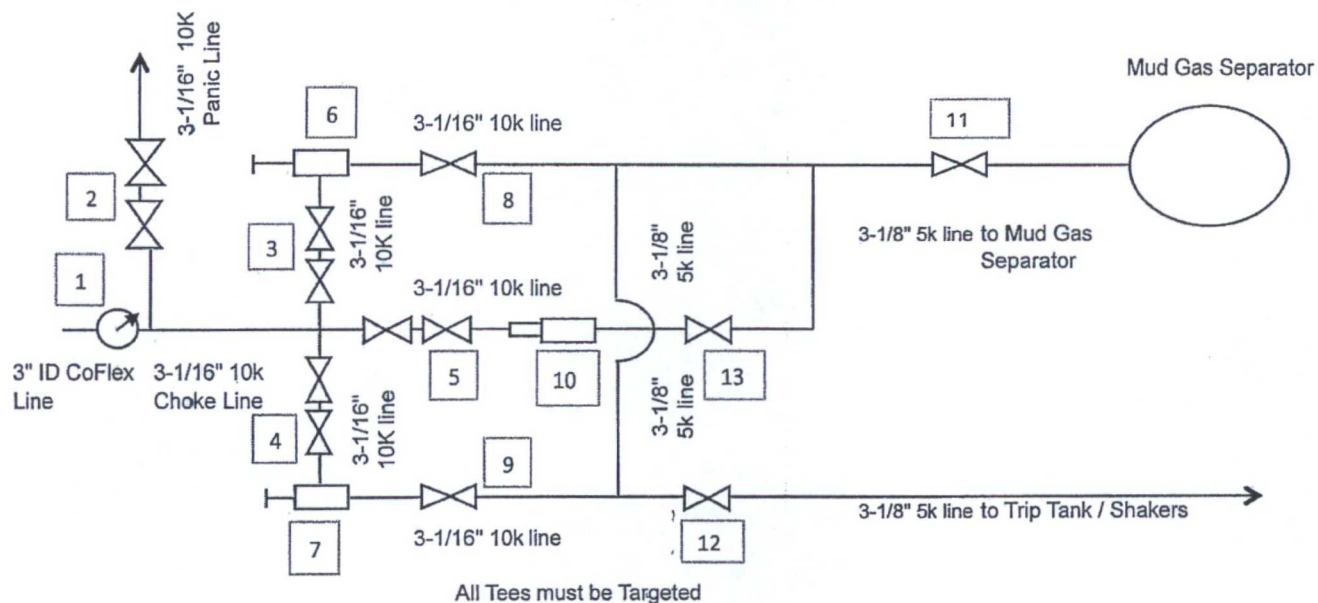 3-1/16" 10K
Panic Line
Mud Gas Separator
6
3-1/16" 10k line
11
2
8
3
3-1/16"
10K line
3-1/8"
5k line
3-1/8" 5k line to Mud Gas
Separator
1
3-1/16" 10k line
3" ID CoFlex
Line
3-1/16" 10k
Choke Line
5
10
13
4
3-1/16"
10K line
3-1/8"
5k line
9
7
3-1/16" 10k line
12
3-1/8" 5k line to Trip Tank / Shakers
All Tees must be Targeted